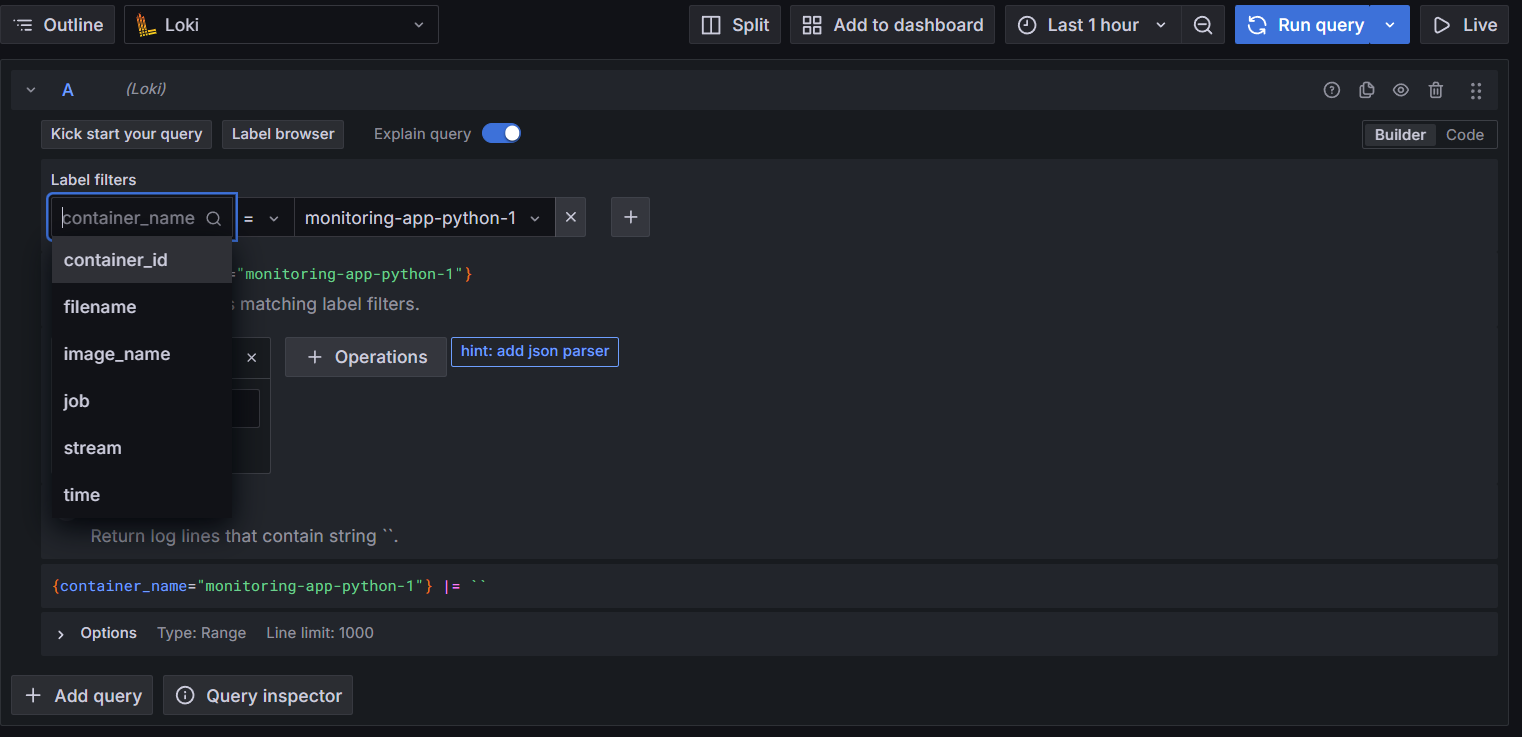 Outline Loki Split Add to dashboard Last 1 hour Run query Live
A (Loki)
Kick start your query Label browser Explain query Builder Code
Label filters
container_name = monitoring-app-python-1
container_id
="monitoring-app-python-1"}
filename
matching label filters.
image_name
Operations hint: add json parser
job
stream
time
Return log lines that contain string ``.
{container_name="monitoring-app-python-1"} |= ``
Options Type: Range Line limit: 1000
Add query Query inspector